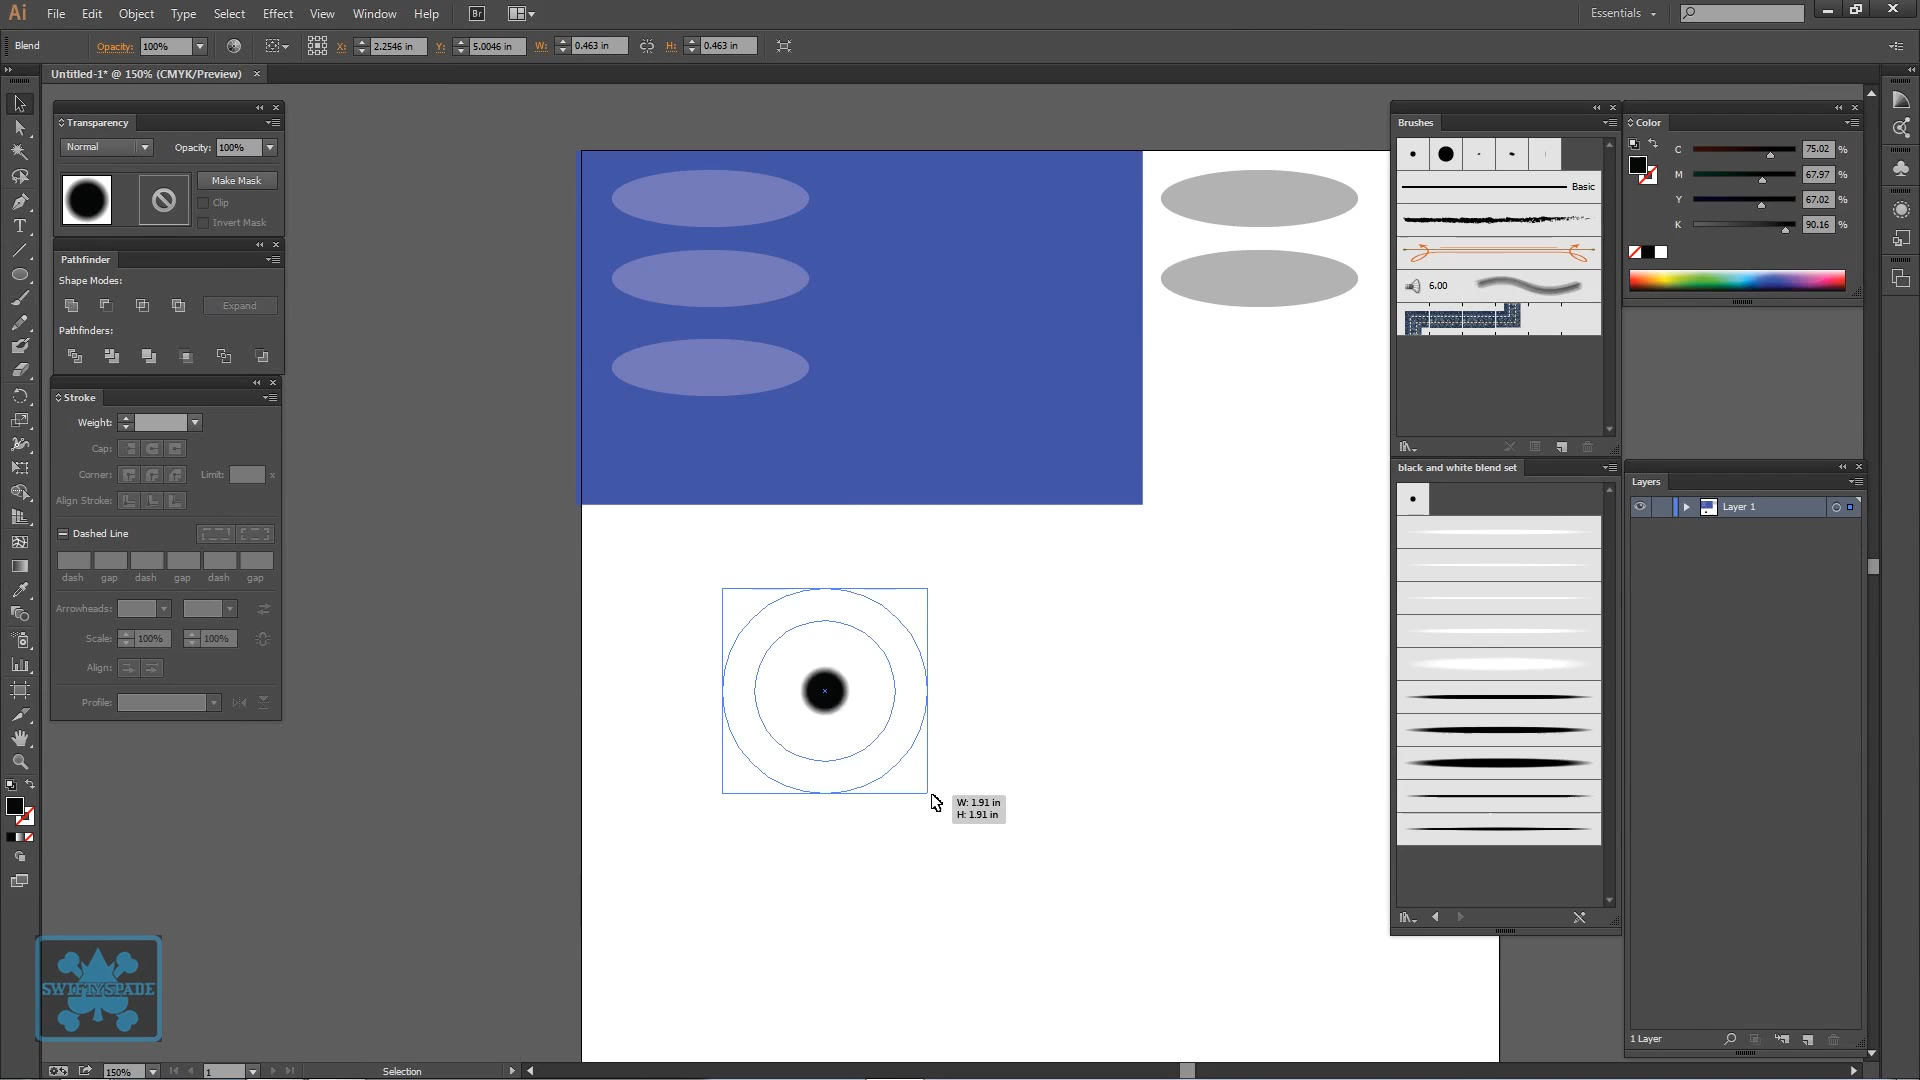 Ai File Edit Object Type Select Effect View Window Help Br Essentials
Blend Opacity: 100% X: 2.2546 in Y: 5.0046 in W: 0.463 in H: 0.463 in
Untitled-1* @ 150% (CMYK/Preview)
Transparency
Normal Opacity: 100%
Make Mask
Clip
Invert Mask
Pathfinder
Shape Modes:
Expand
Pathfinders:
Stroke
Weight:
Cap:
Corner: Limit: x
Align Stroke:
Dashed Line
dash gap dash gap dash gap
Arrowheads:
Scale: 100% 100%
Align:
Profile:
W: 1.91 in
H: 1.91 in
Brushes
Basic
6.00
black and white blend set
Color
C 75.02 %
M 67.97 %
Y 67.02 %
K 90.16 %
Layers
Layer 1
1 Layer
SWIFTYSPADE
150% 1 Selection